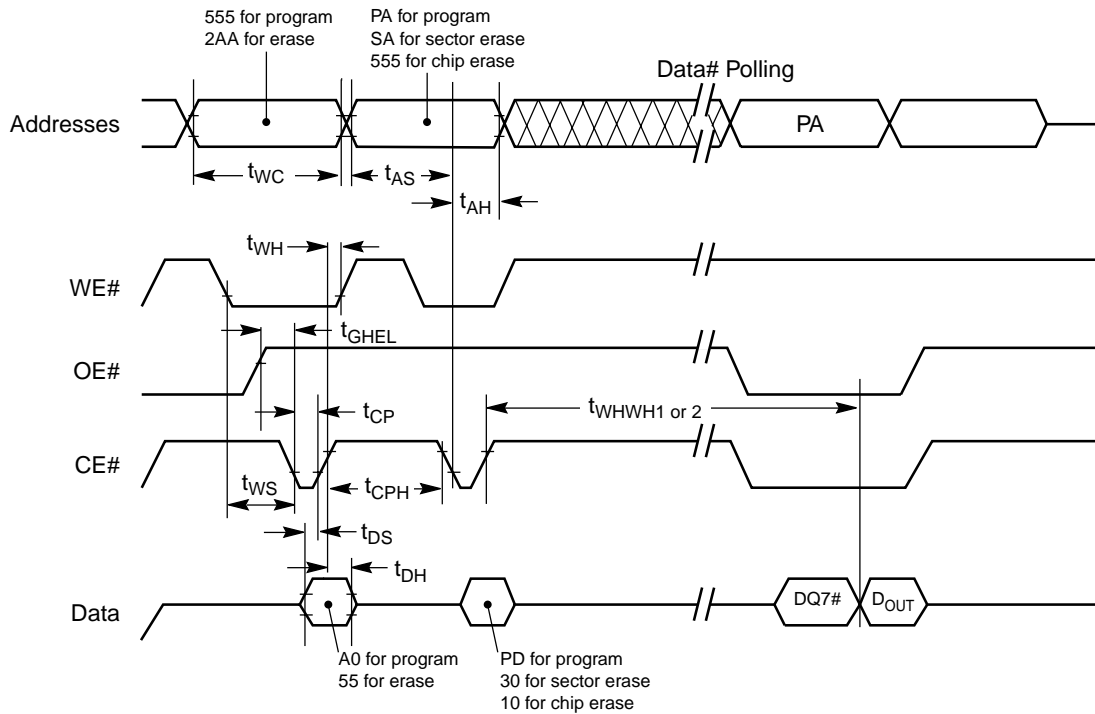 555 for program
2AA for erase
PA for program
SA for sector erase
555 for chip erase
Data# Polling
Addresses
PA
tWC
tAS
tAH
tWH
WE#
tGHEL
OE#
tCP
tWHWH1 or 2
CE#
tWS
tCPH
tDS
tDH
Data
DQ7#
DOUT
A0 for program
55 for erase
PD for program
30 for sector erase
10 for chip erase